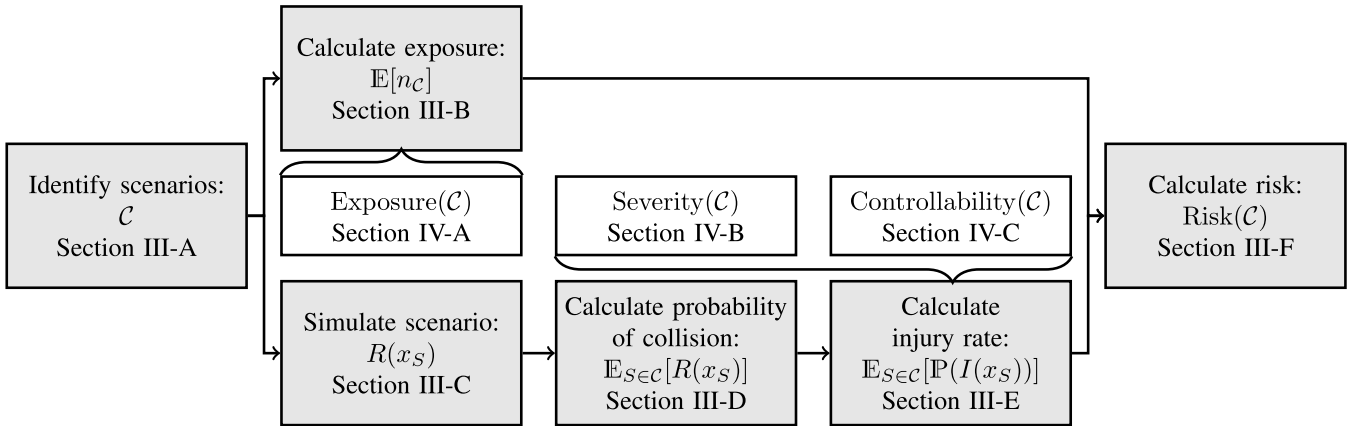 Calculate exposure:
𝔼[n_𝒞]
Section III-B
Identify scenarios:
𝒞
Section III-A
Exposure(𝒞)
Section IV-A
Severity(𝒞)
Section IV-B
Controllability(𝒞)
Section IV-C
Calculate risk:
Risk(𝒞)
Section III-F
Simulate scenario:
R(x_S)
Section III-C
Calculate probability
of collision:
𝔼_{S∈𝒞}[R(x_S)]
Section III-D
Calculate
injury rate:
𝔼_{S∈𝒞}[ℙ(I(x_S))]
Section III-E